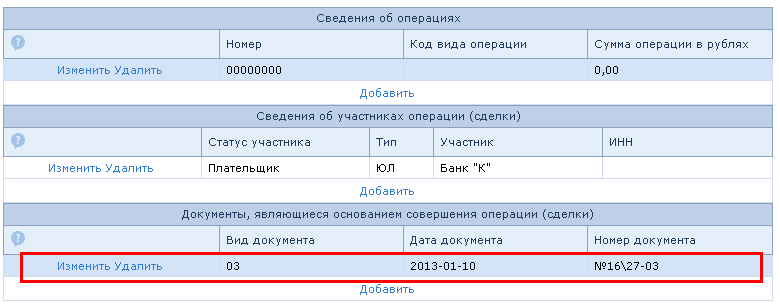 Сведения об операциях
? Номер Код вида операции Сумма операции в рублях
Изменить Удалить 00000000 0,00
Добавить
Сведения об участниках операции (сделки)
? Статус участника Тип Участник ИНН
Изменить Удалить Плательщик ЮЛ Банк "К"
Добавить
Документы, являющиеся основанием совершения операции (сделки)
? Вид документа Дата документа Номер документа
Изменить Удалить 03 2013-01-10 №16\27-03
Добавить